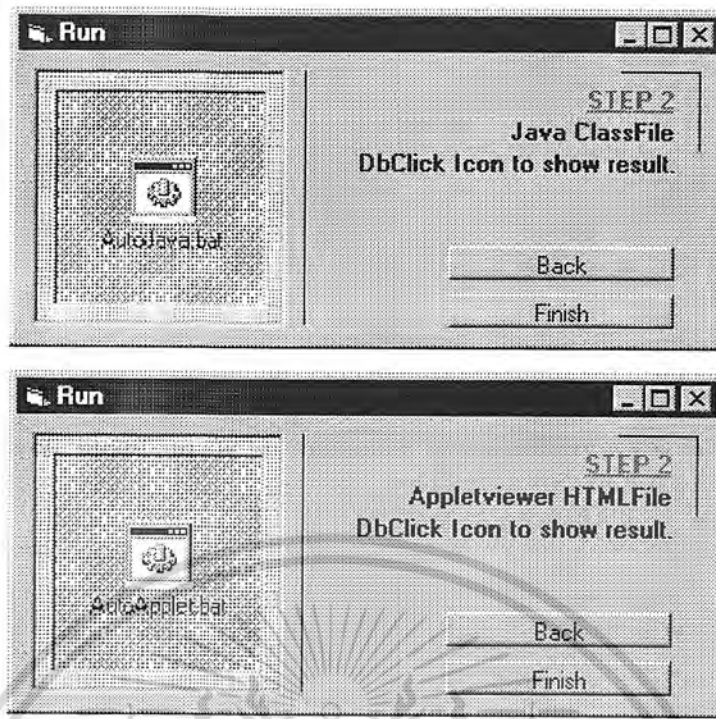 Run
STEP 2
Java ClassFile
DbClick Icon to show result.
AutoJava.bat
Back
Finish
Run
STEP 2
Appletviewer HTMLFile
DbClick Icon to show result.
AutoApplet.bat
Back
Finish